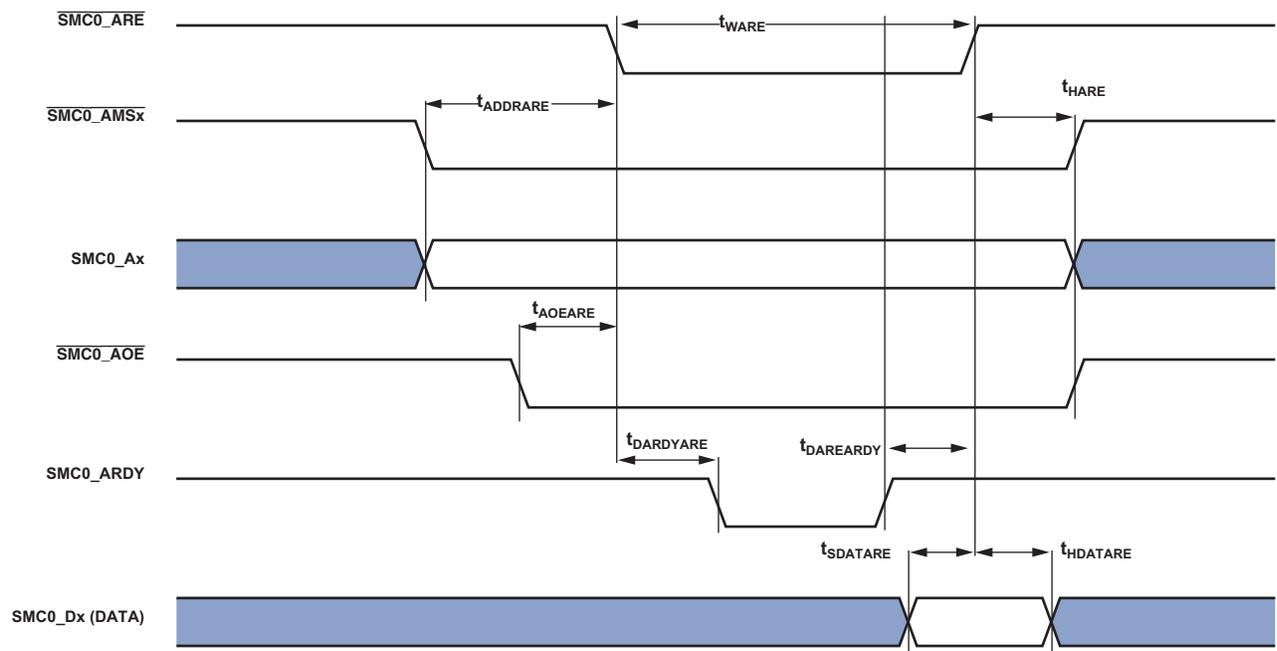 SMC0_ARE
tWARE
tHARE
tADDRARE
SMC0_AMSx
SMC0_Ax
tAOEARE
SMC0_AOE
tDARDYARE
tDAREARDY
SMC0_ARDY
tSDATARE
tHDATARE
SMC0_Dx (DATA)